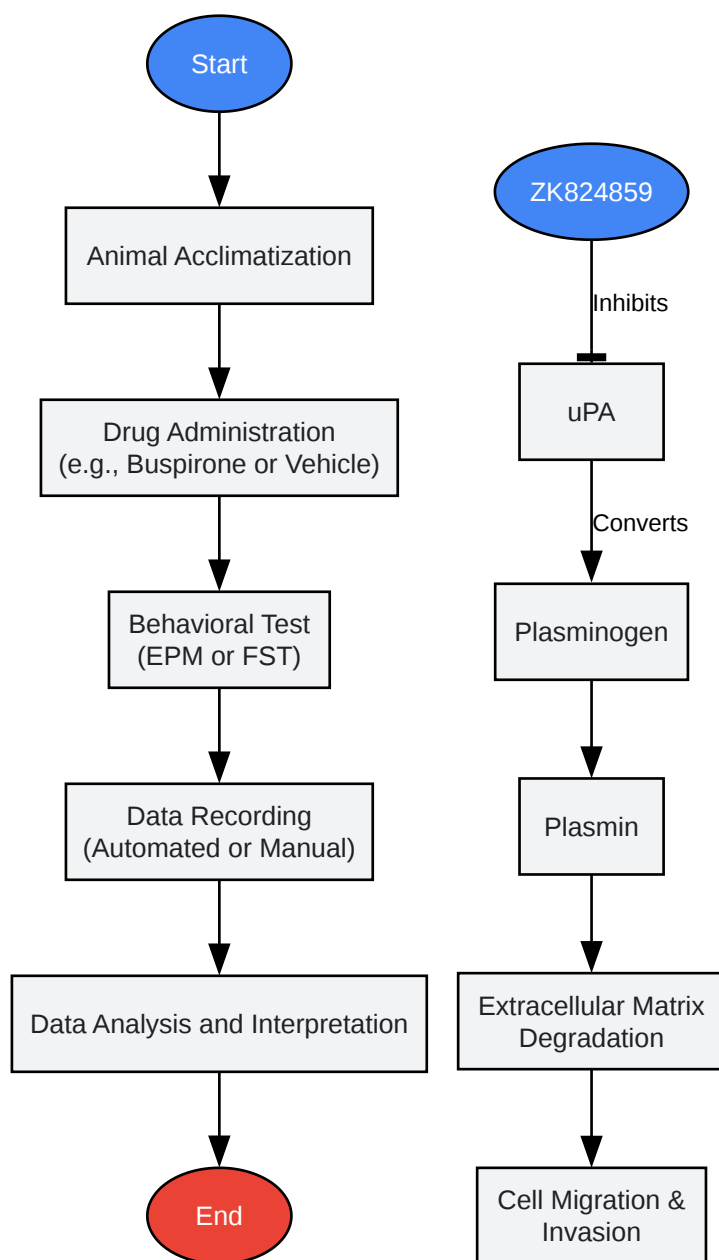 Start
Animal Acclimatization
Drug Administration
(e.g., Buspirone or Vehicle)
Behavioral Test
(EPM or FST)
Data Recording
(Automated or Manual)
Data Analysis and Interpretation
End
ZK824859
Inhibits
uPA
Converts
Plasminogen
Plasmin
Extracellular Matrix
Degradation
Cell Migration &
Invasion